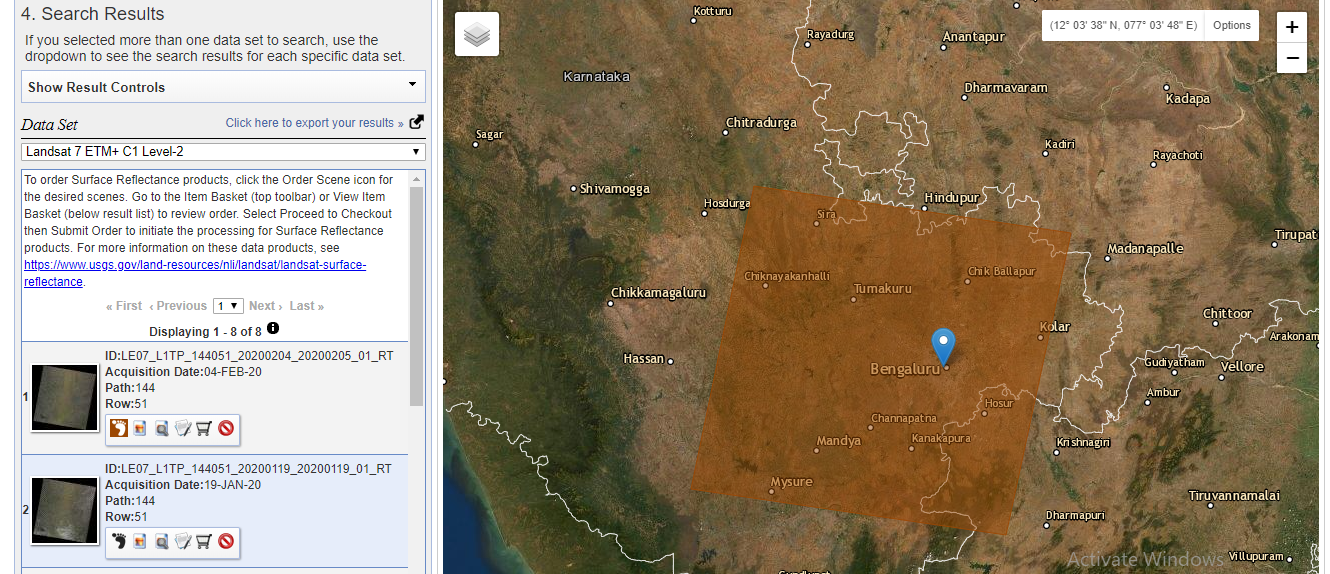 4. Search Results
If you selected more than one data set to search, use the
dropdown to see the search results for each specific data set.
Show Result Controls
Data Set
Click here to export your results »
Landsat 7 ETM+ C1 Level-2
To order Surface Reflectance products, click the Order Scene icon for
the desired scenes. Go to the Item Basket (top toolbar) or View Item
Basket (below result list) to review order. Select Proceed to Checkout
then Submit Order to initiate the processing for Surface Reflectance
products. For more information on these data products, see
https://www.usgs.gov/land-resources/nli/landsat/landsat-surface-
reflectance.
« First ‹ Previous 1 Next › Last »
Displaying 1 - 8 of 8
1
ID:LE07_L1TP_144051_20200204_20200205_01_RT
Acquisition Date:04-FEB-20
Path:144
Row:51
2
ID:LE07_L1TP_144051_20200119_20200119_01_RT
Acquisition Date:19-JAN-20
Path:144
Row:51
(12° 03' 38" N, 077° 03' 48" E)
Options
+
−
Kotturu
Rayadurg
Anantapur
Karnataka
Dharmavaram
Kadapa
Chitradurga
Sagar
Kadiri
Rayachoti
Shivamogga
Hosdurga
Hindupur
Sira
Tirupat
Madanapalle
Chiknayakanhalli
Chik Ballapur
Tumakuru
Chikkamagaluru
Chittoor
Kolar
Arakonam
Hassan
Bengaluru
Gudiyatham
Vellore
Ambur
Hosur
Channapatna
Mandya
Kanakapura
Krishnagiri
Mysure
Tiruvannamalai
Dharmapuri
Activate Windows
Villupuram
Gundlupet